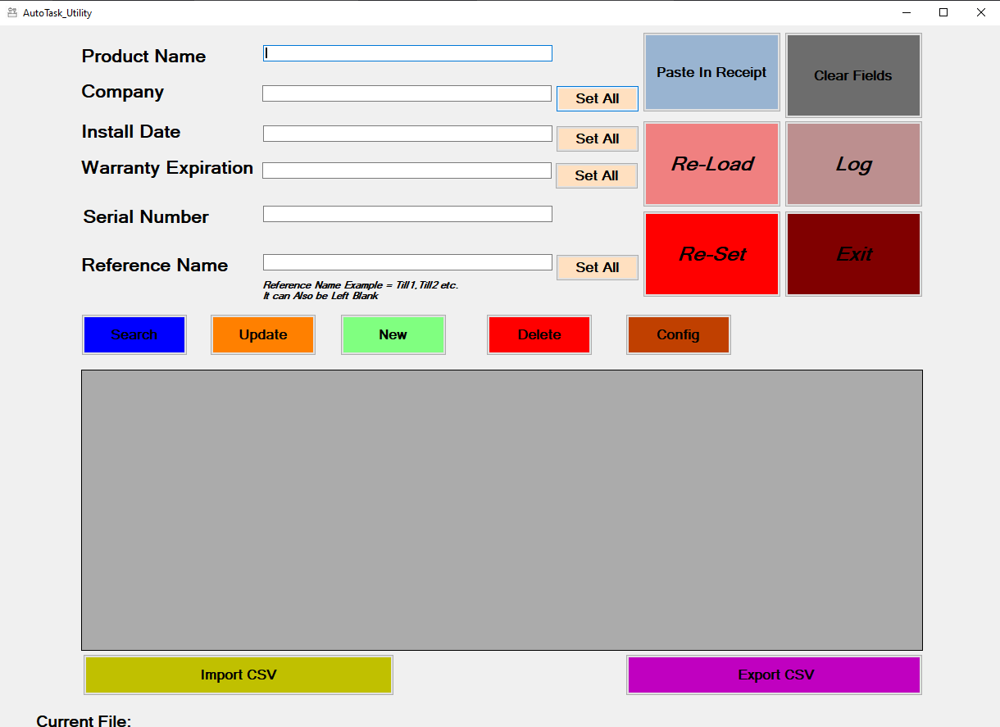 AutoTask_Utility
Product Name
Paste In Receipt
Clear Fields
Company
Set All
Install Date
Set All
Re-Load
Log
Warranty Expiration
Set All
Serial Number
Re-Set
Exit
Reference Name
Set All
Reference Name Example = Till1,Till2 etc.
It can Also be Left Blank
Search
Update
New
Delete
Config
Import CSV
Export CSV
Current File: